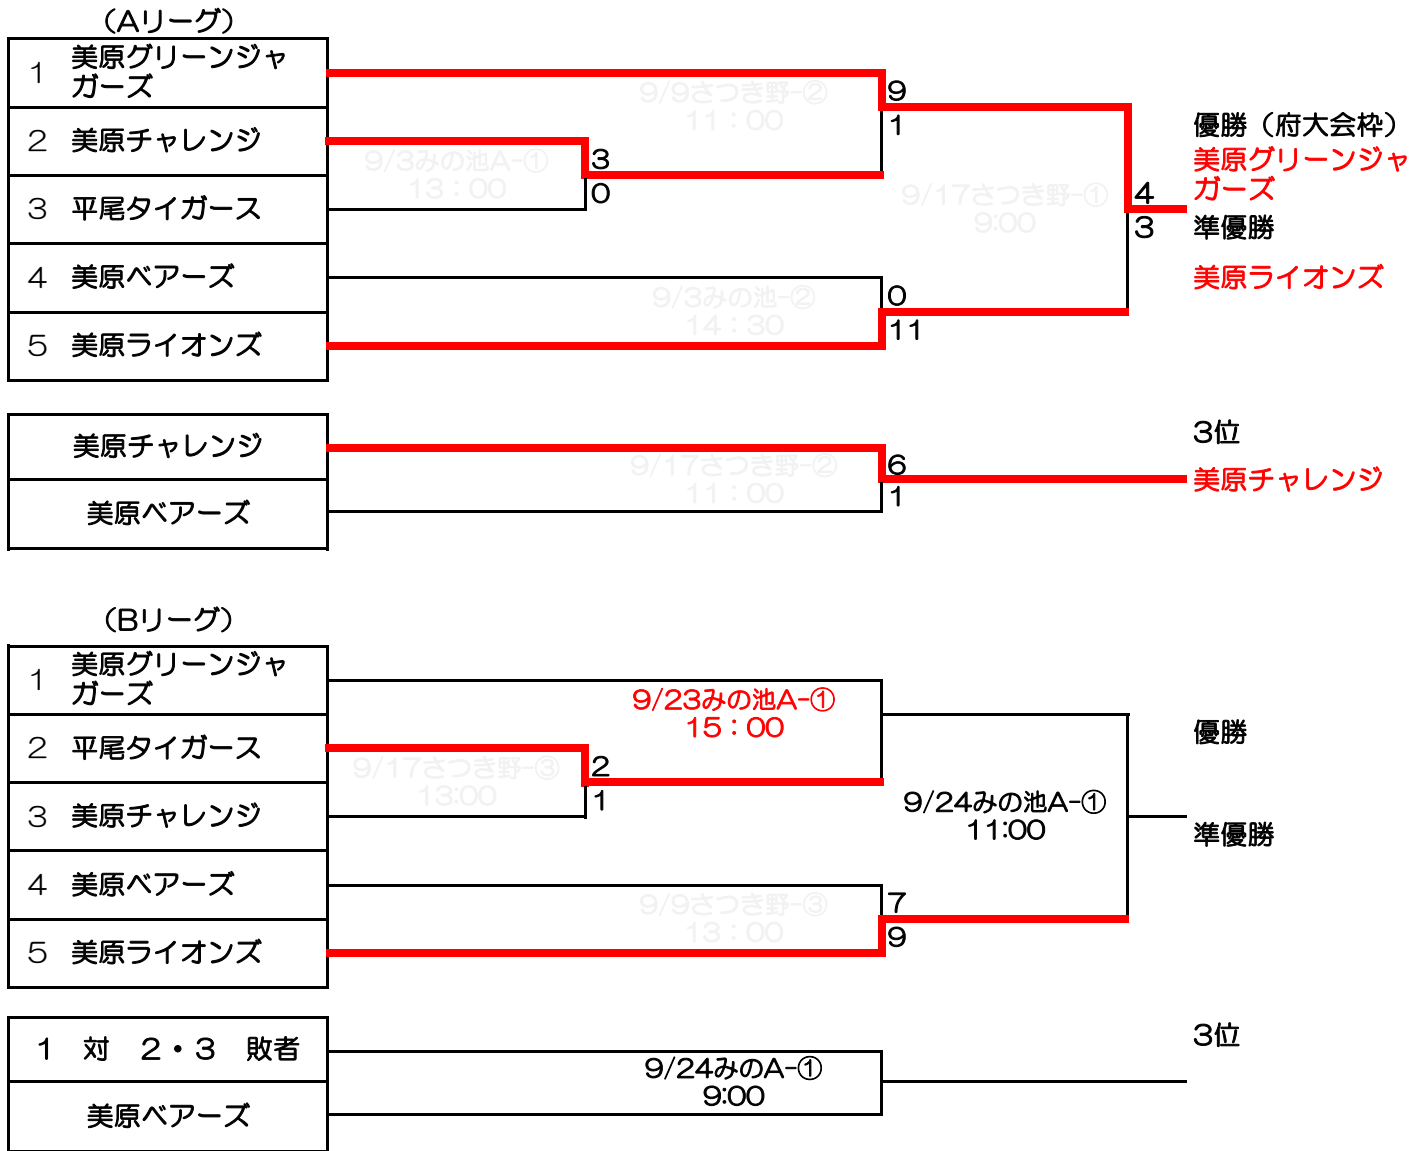 （Aリーグ）
1 美原グリーンジャ
ガーズ
2 美原チャレンジ
3 平尾タイガース
4 美原ベアーズ
5 美原ライオンズ
9/9さつき野-②
11：00
9
1
9/3みの池A-①
13：00
3
0
9/17さつき野-①
9:00
4
3
9/3みの池-②
14：30
0
11
優勝（府大会枠）
美原グリーンジャ
ガーズ
準優勝
美原ライオンズ
美原チャレンジ
美原ベアーズ
9/17さつき野-②
11：00
6
1
3位
美原チャレンジ
（Bリーグ）
1 美原グリーンジャ
ガーズ
2 平尾タイガース
3 美原チャレンジ
4 美原ベアーズ
5 美原ライオンズ
9/23みの池A-①
15：00
9/17さつき野-③
13:00
2
1
9/24みの池A-①
11:00
9/9さつき野-③
13：00
7
9
優勝
準優勝
1 対 2・3 敗者
美原ベアーズ
9/24みのA-①
9:00
3位